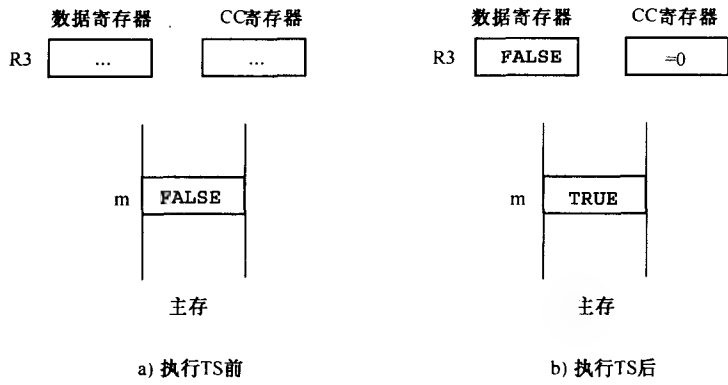 数据寄存器 CC寄存器 数据寄存器 CC寄存器
R3 ... ... R3 FALSE =0
m FALSE m TRUE
主存 主存
a) 执行TS前 b) 执行TS后